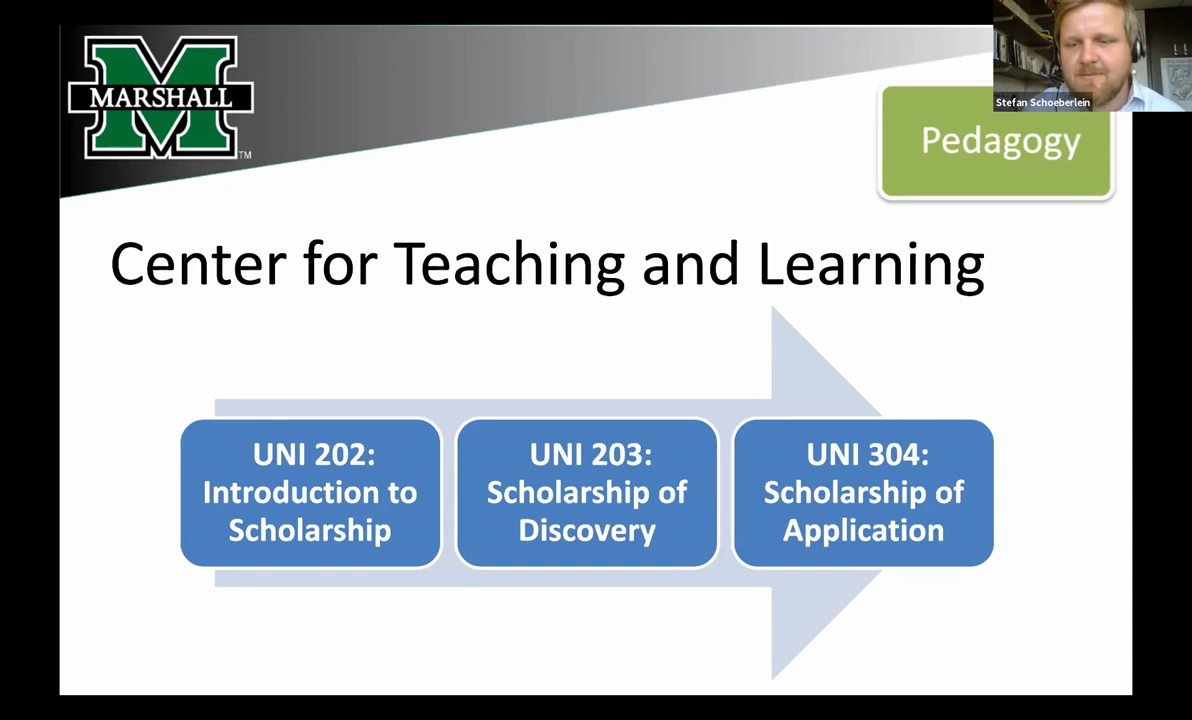 MARSHALL
TM
Stefan Schoeberlein
Pedagogy
Center for Teaching and Learning
UNI 202:
Introduction to
Scholarship
UNI 203:
Scholarship of
Discovery
UNI 304:
Scholarship of
Application